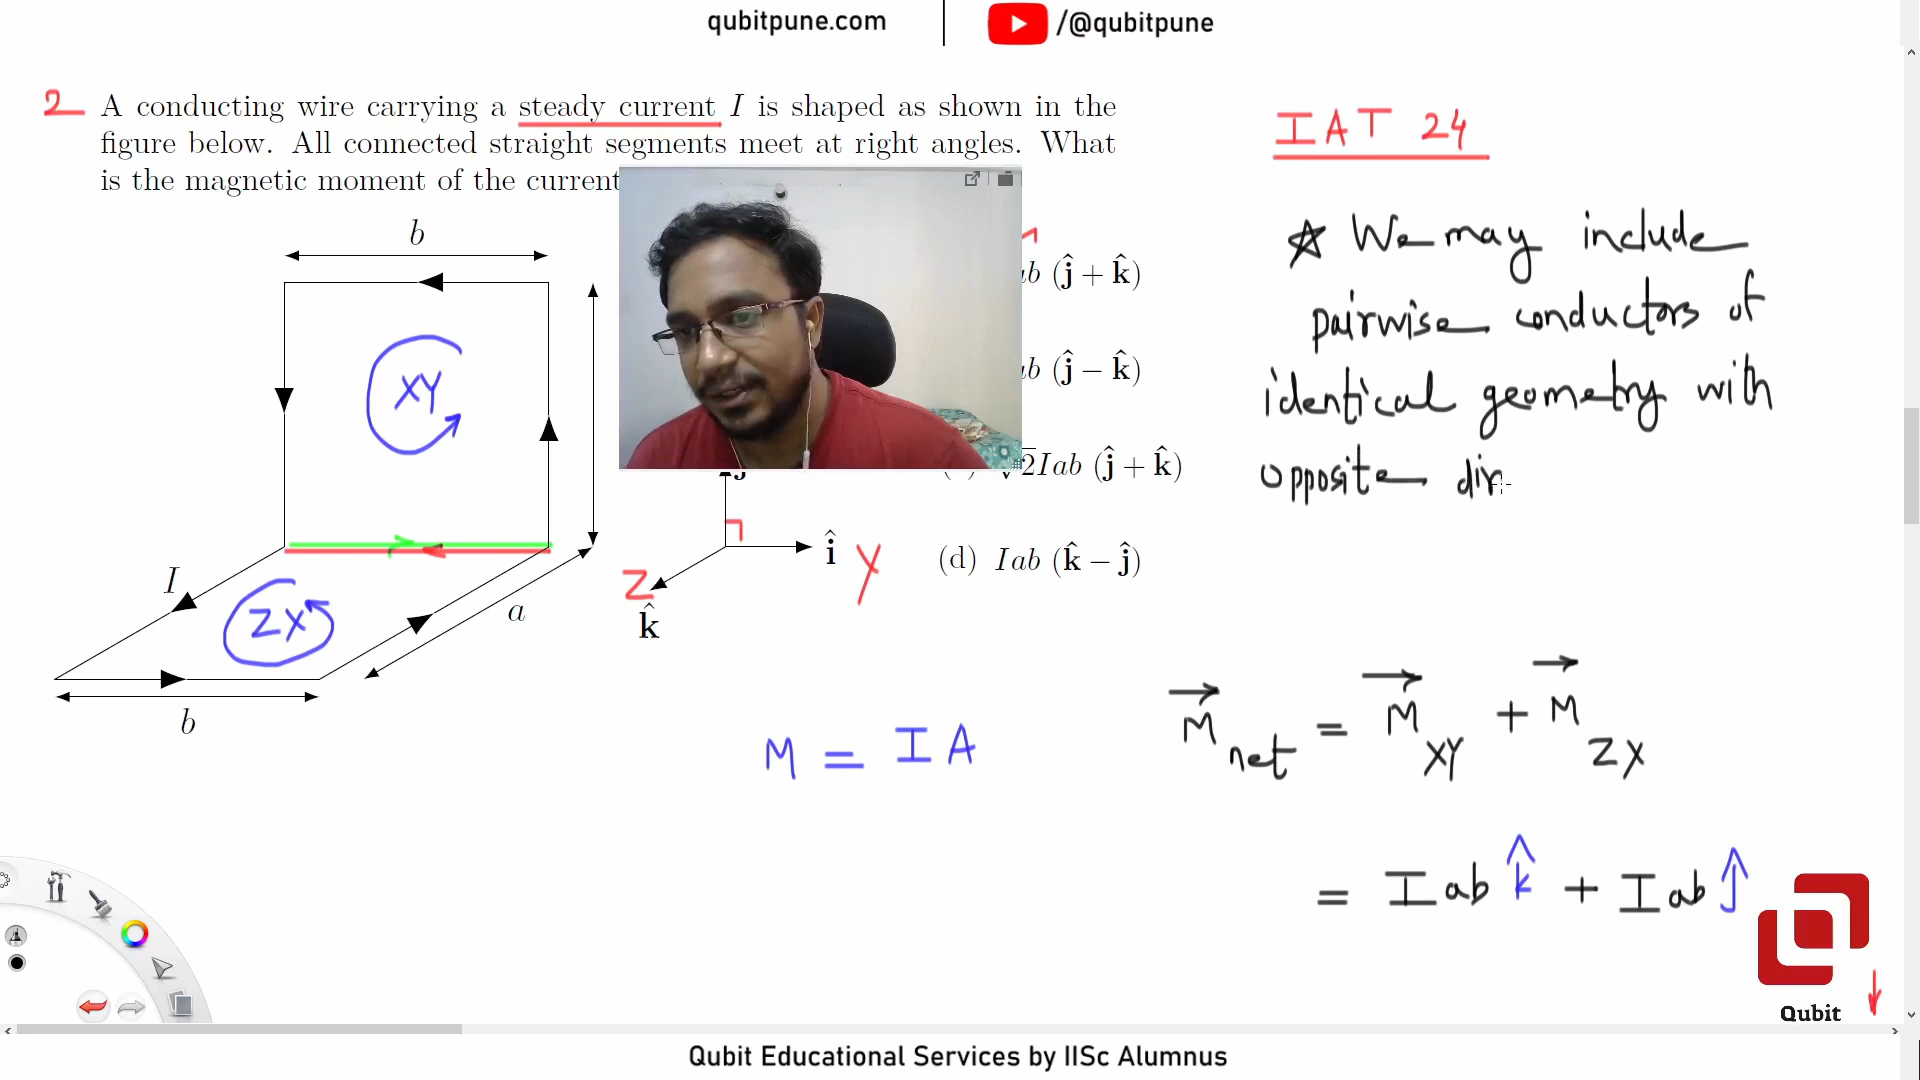 qubitpune.com
/@qubitpune
2 A conducting wire carrying a steady current I is shaped as shown in the
figure below. All connected straight segments meet at right angles. What
is the magnetic moment of the current
IAT 24
☆ We may include
pairwise conductors of
identical geometry with
opposite dir
b
XY
I
ZX
a
b
b (ĵ + k̂)
b (ĵ − k̂)
2Iab (ĵ + k̂)
(d) Iab (k̂ − ĵ)
î
Y
Z
k̂
M = IA
M⃗ net = M⃗ XY + M⃗ ZX
= Iab k̂ + Iab ĵ
Qubit
Qubit Educational Services by IISc Alumnus